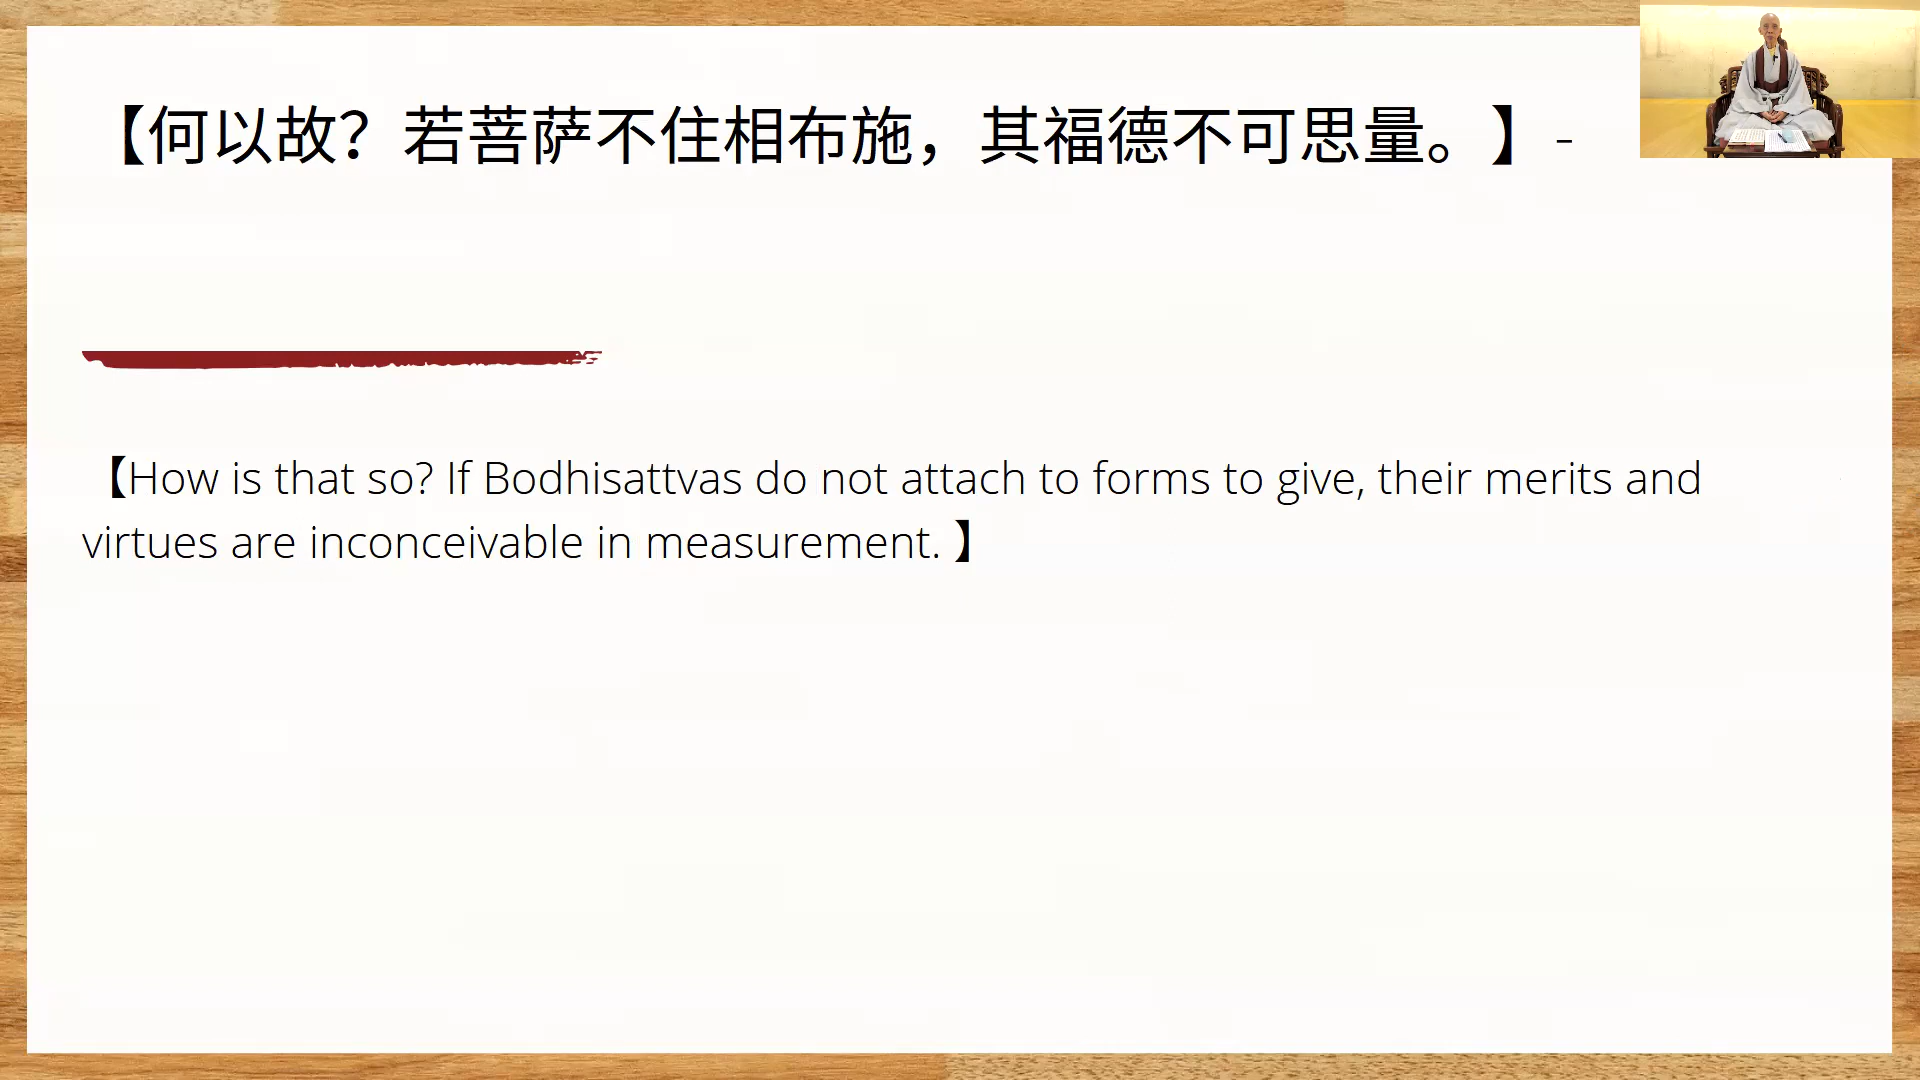 【何以故？若菩萨不住相布施，其福德不可思量。】-
【How is that so? If Bodhisattvas do not attach to forms to give, their merits and
virtues are inconceivable in measurement. 】